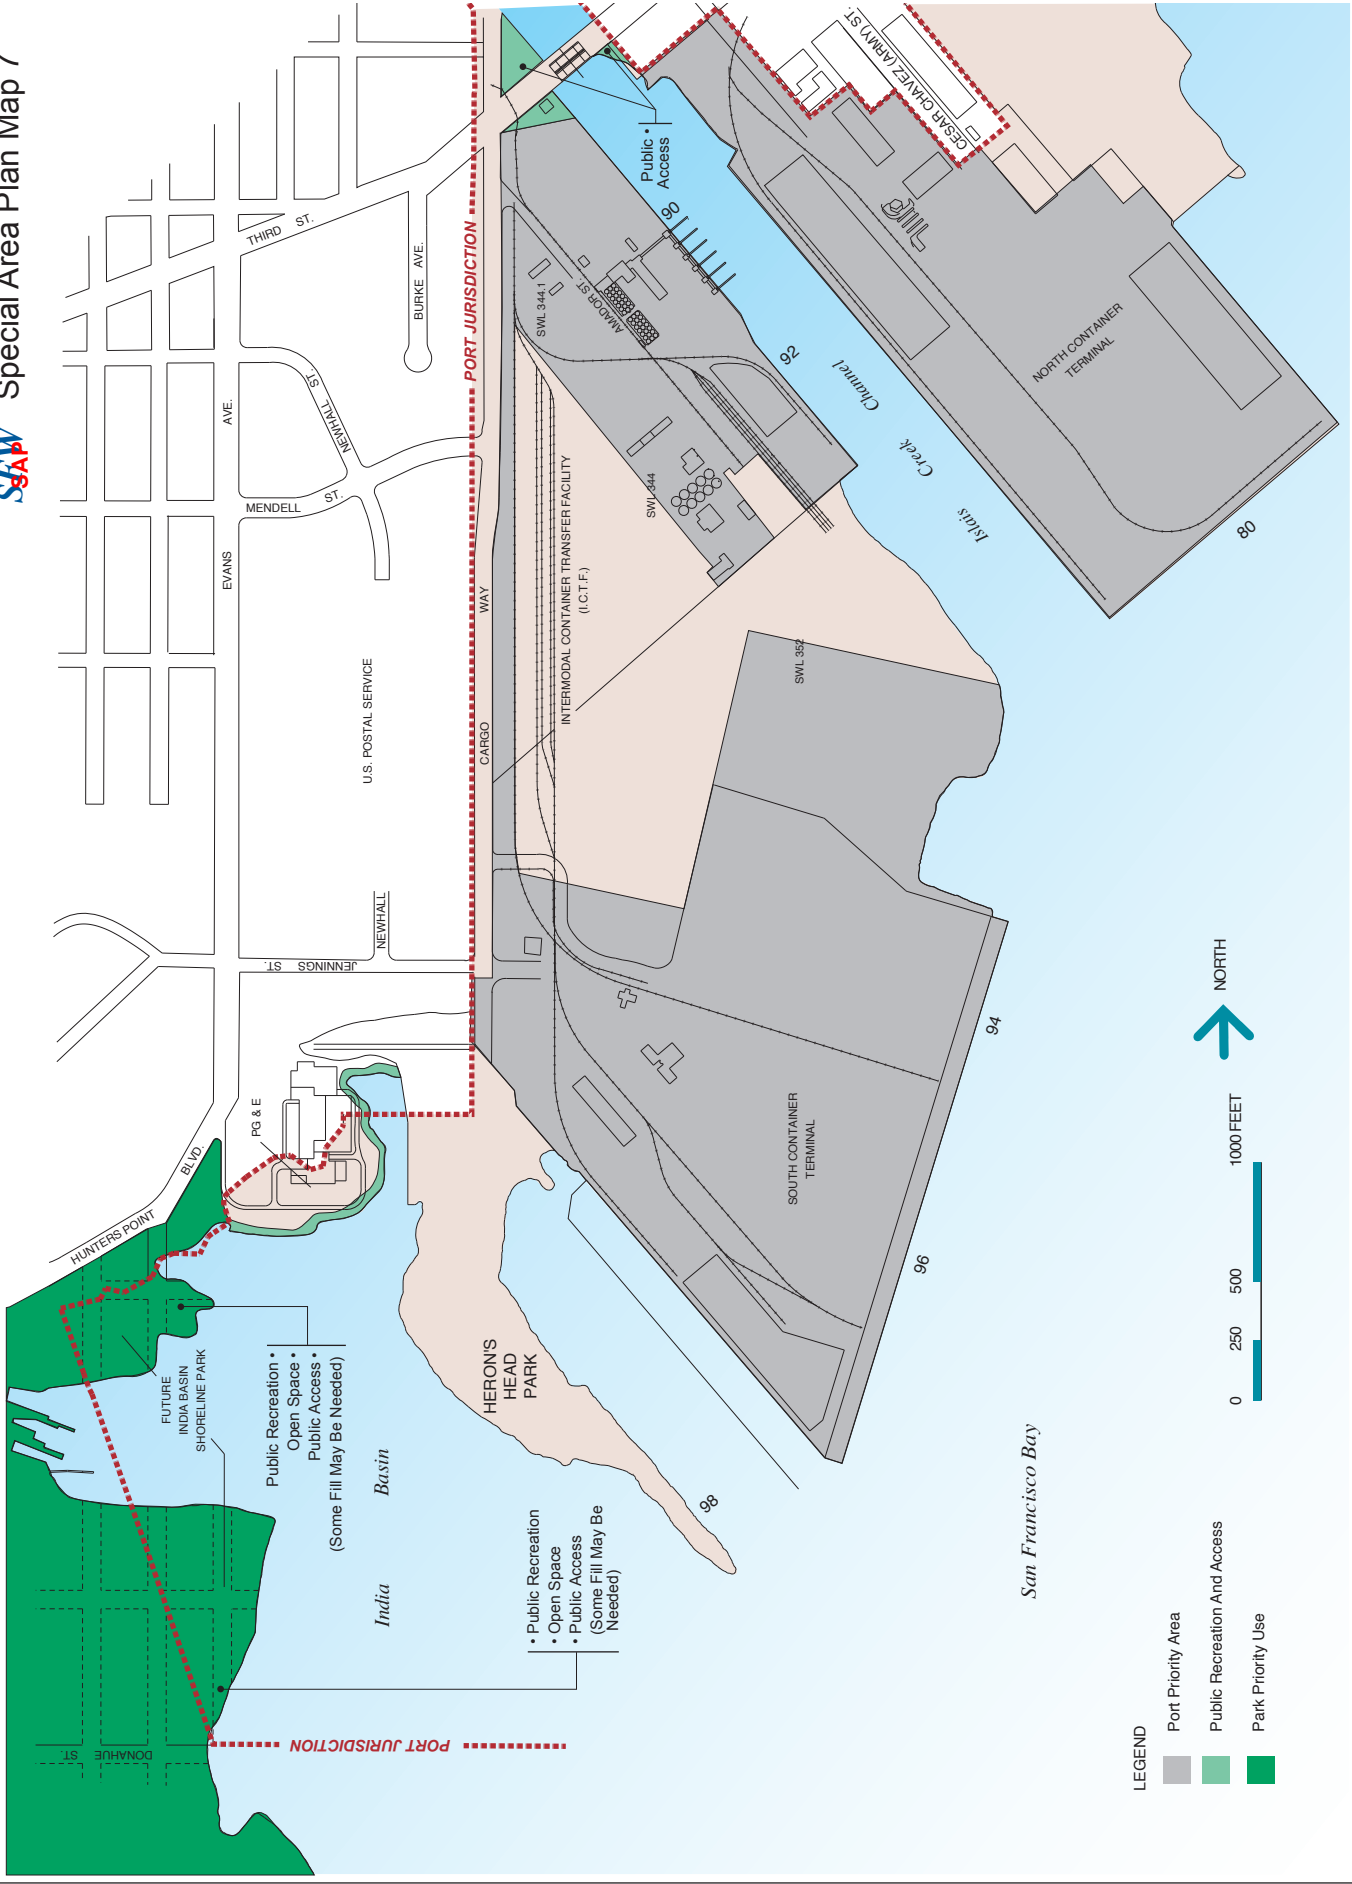 SFW
SAP
Special Area Plan Map 7
THIRD ST.
BURKE AVE.
EVANS AVE.
NEWHALL ST.
MENDELL ST.
U.S. POSTAL SERVICE
NEWHALL
JENNINGS ST.
PORT JURISDICTION
CARGO WAY
INTERMODAL CONTAINER TRANSFER FACILITY
(I.C.T.F.)
SWL 344.1
AMADOR ST.
SWL 344
SWL 352
Public •
Access
90
92
Islais Creek Channel
CESAR CHAVEZ (ARMY) ST.
NORTH CONTAINER
TERMINAL
80
SOUTH CONTAINER
TERMINAL
94
96
98
HERON'S
HEAD
PARK
PG & E
HUNTERS POINT BLVD.
FUTURE
INDIA BASIN
SHORELINE PARK
Public Recreation •
Open Space •
Public Access •
(Some Fill May Be Needed)
India Basin
• Public Recreation
• Open Space
• Public Access
(Some Fill May Be
Needed)
DONAHUE ST.
PORT JURISDICTION
San Francisco Bay
NORTH
0 250 500 1000 FEET
LEGEND
Port Priority Area
Public Recreation And Access
Park Priority Use